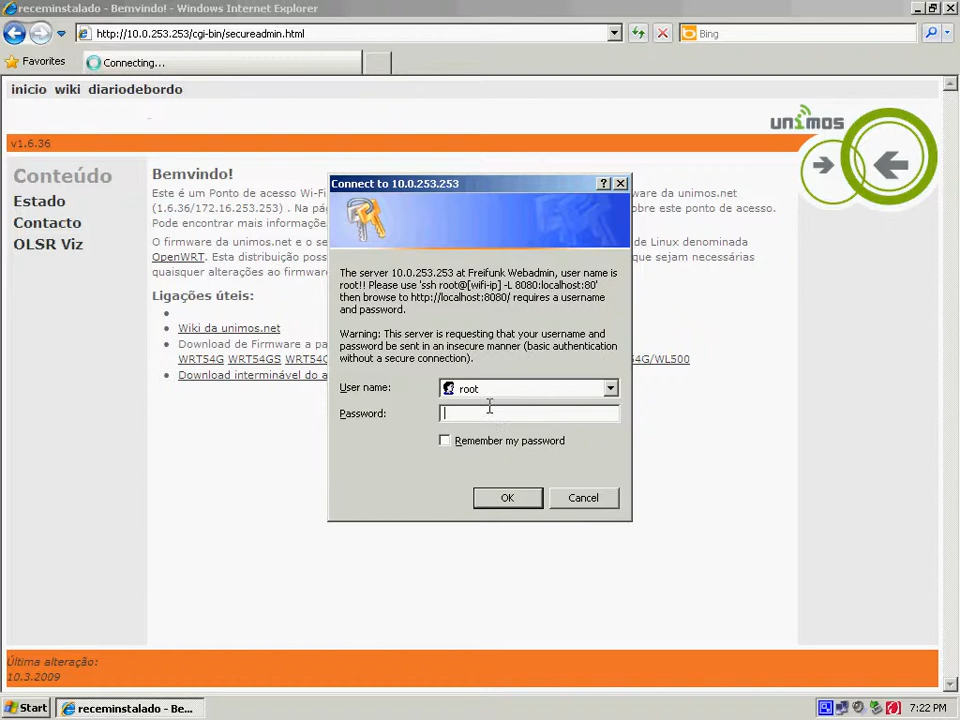 receminstalado - Benvindo! - Windows Internet Explorer
http://10.0.253.253/cgi-bin/secureadmin.html
Bing
Favorites
Connecting...
inicio wiki diariodebordo
unimos
v1.6.36
Conteúdo
Estado
Contacto
OLSR Viz
Benvindo!
Este é um Ponto de acesso Wi-Fi
ware da unimos.net
(1.6.36/172.16.253.253) . Na pág
obre este ponto de acesso.
Pode encontrar mais informaçõe
O firmware da unimos.net e o se
de Linux denominada
OpenWRT. Esta distribuição poss
que sejam necessárias
quaisquer alterações ao firmware
Ligações úteis:
Wiki da unimos.net
Download de Firmware a pa
WRT54G WRT54GS WRT54G
G/WL500
Download interminável do a
Connect to 10.0.253.253
The server 10.0.253.253 at Freifunk Webadmin, user name is
root!! Please use 'ssh root@[wifi-ip] -L 8080:localhost:80'
then browse to http://localhost:8080/ requires a username
and password.
Warning: This server is requesting that your username and
password be sent in an insecure manner (basic authentication
without a secure connection).
User name:
root
Password:
Remember my password
OK
Cancel
Última alteração:
10.3.2009
Start
receminstalado - Be...
7:22 PM